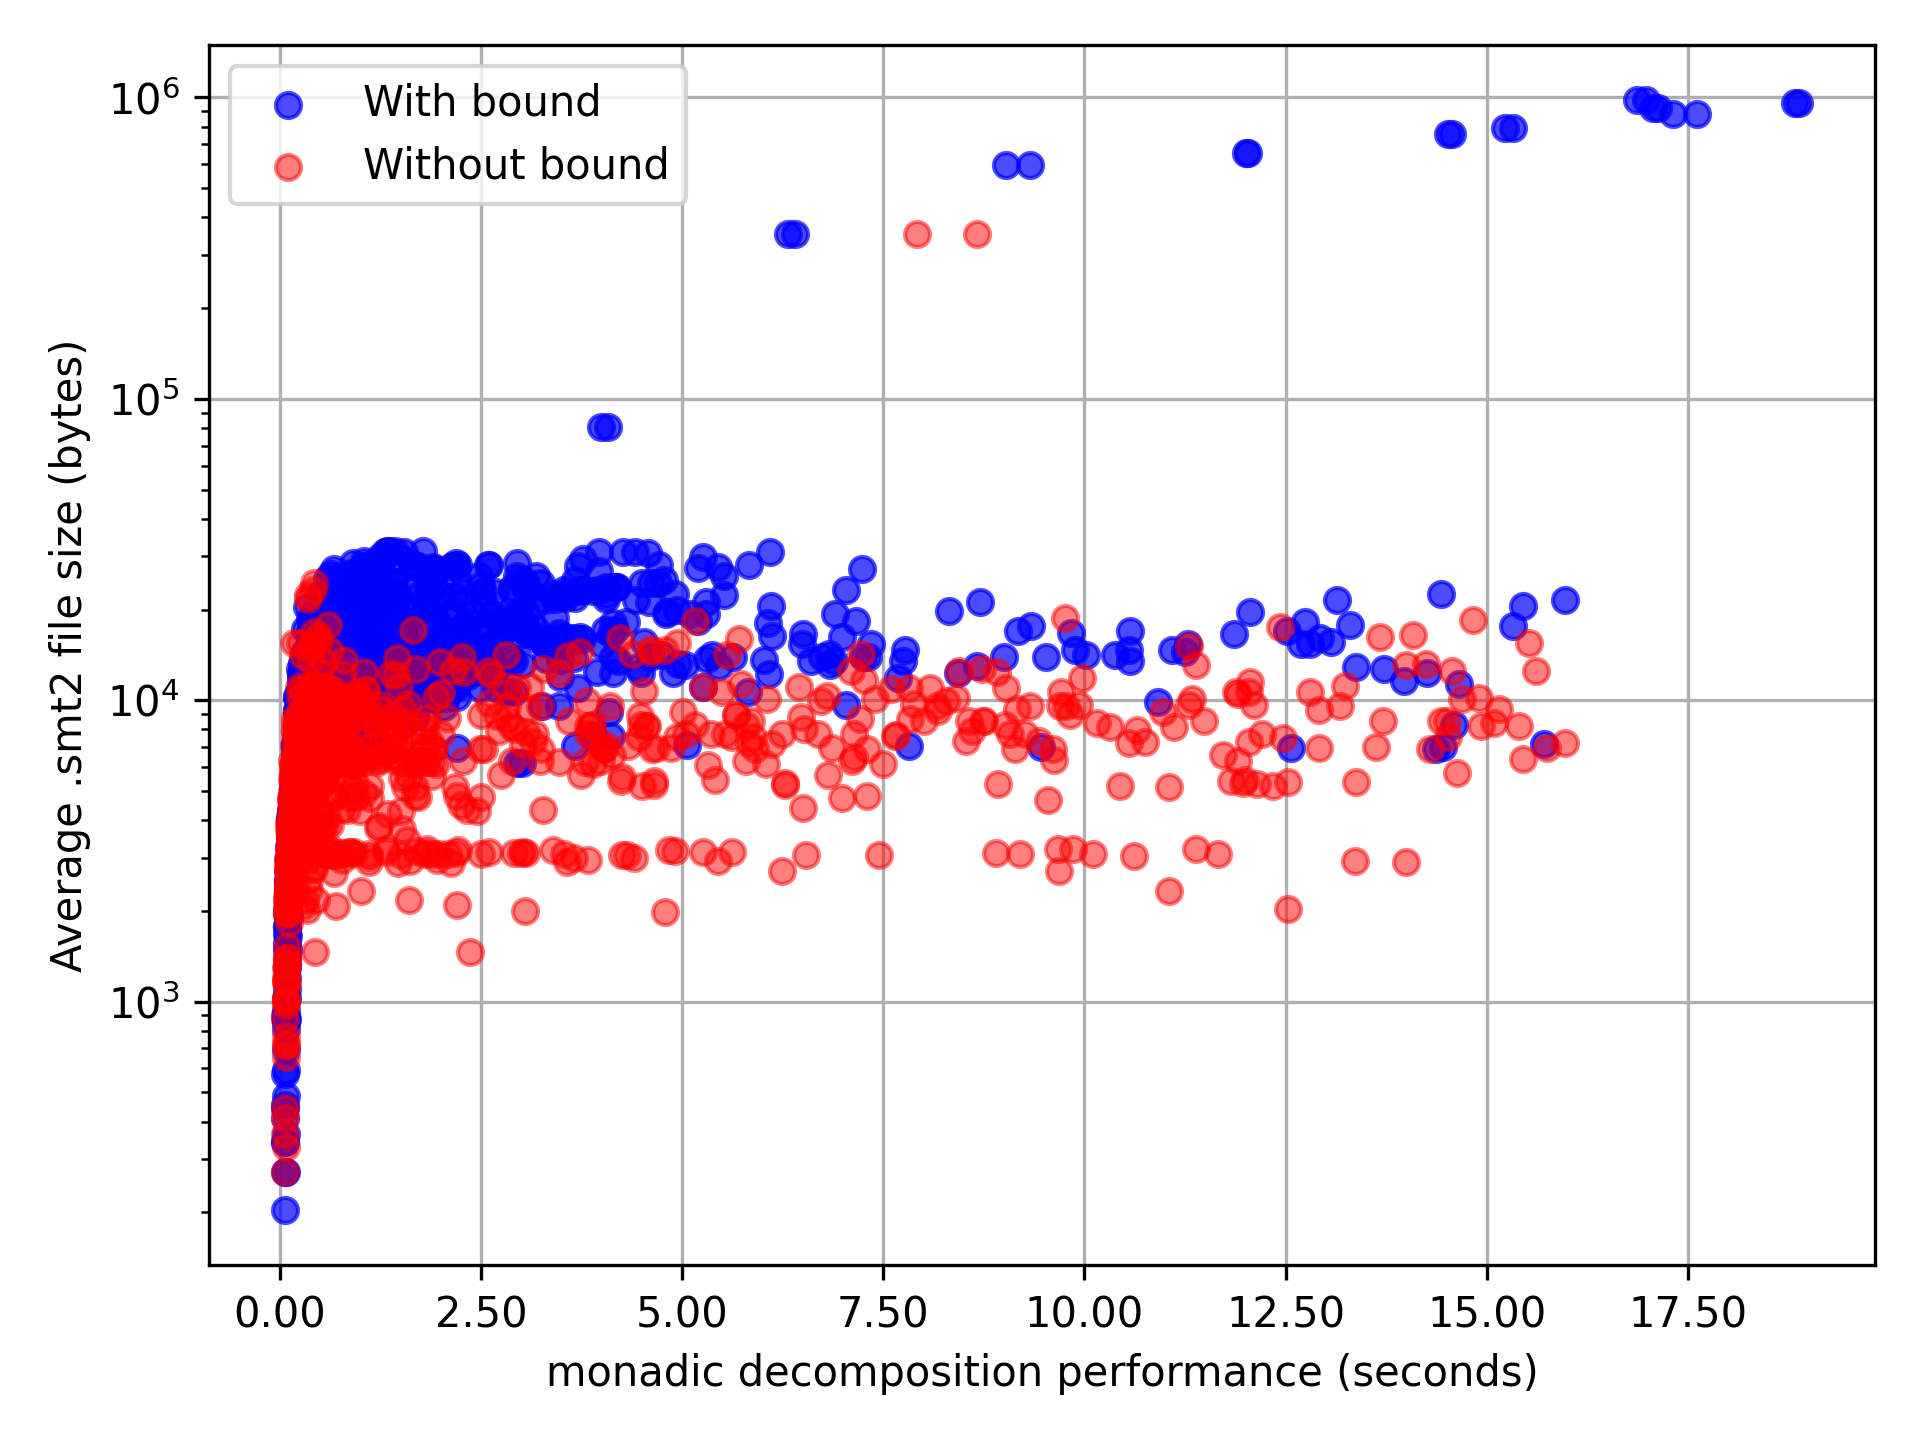 With bound
Without bound
10^6
10^5
10^4
10^3
Average .smt2 file size (bytes)
0.00 2.50 5.00 7.50 10.00 12.50 15.00 17.50
monadic decomposition performance (seconds)